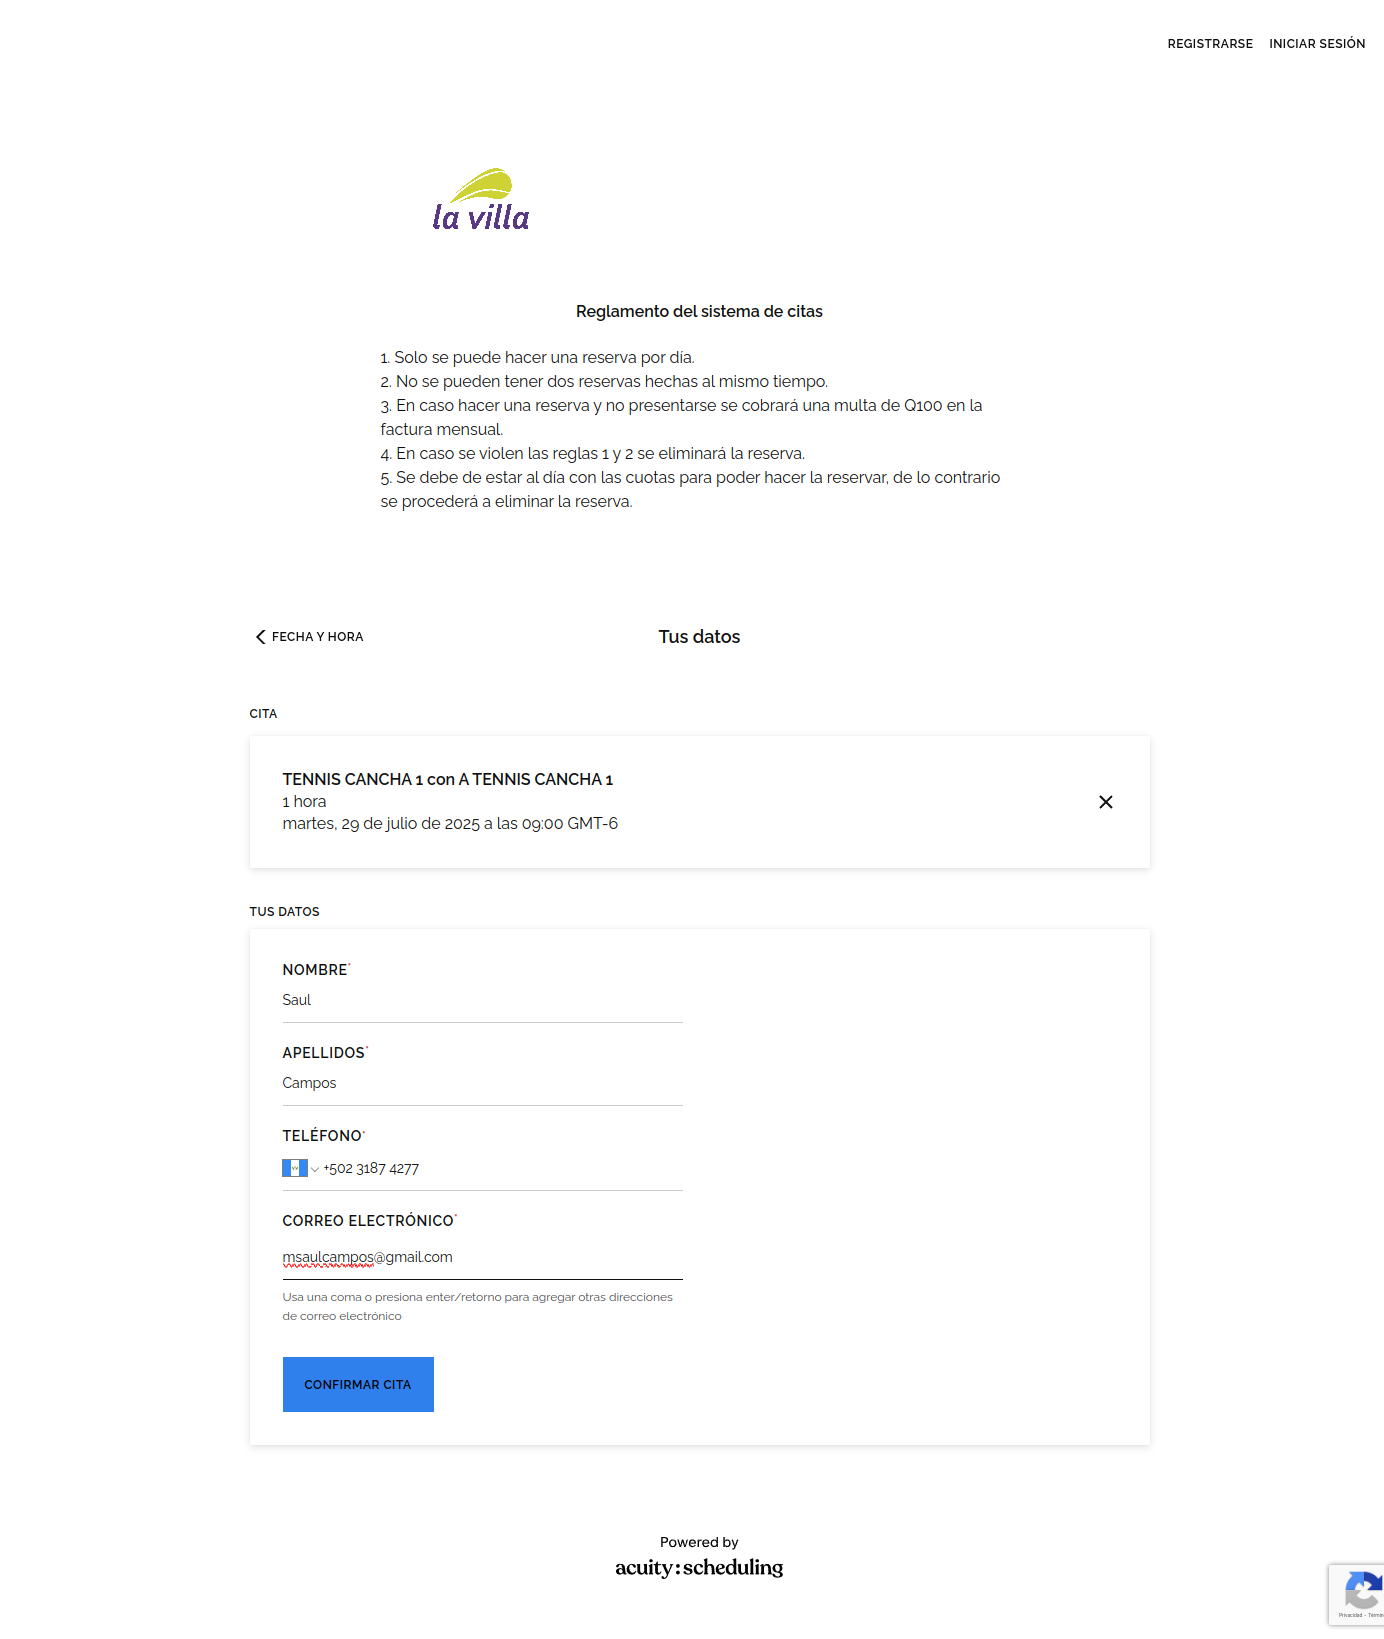 REGISTRARSE INICIAR SESIÓN
la villa
Reglamento del sistema de citas
1. Solo se puede hacer una reserva por día.
2. No se pueden tener dos reservas hechas al mismo tiempo.
3. En caso hacer una reserva y no presentarse se cobrará una multa de Q100 en la
factura mensual.
4. En caso se violen las reglas 1 y 2 se eliminará la reserva.
5. Se debe de estar al día con las cuotas para poder hacer la reservar, de lo contrario
se procederá a eliminar la reserva.
FECHA Y HORA
Tus datos
CITA
TENNIS CANCHA 1 con A TENNIS CANCHA 1
1 hora
martes, 29 de julio de 2025 a las 09:00 GMT-6
TUS DATOS
NOMBRE*
Saul
APELLIDOS*
Campos
TELÉFONO*
+502 3187 4277
CORREO ELECTRÓNICO*
msaulcampos@gmail.com
Usa una coma o presiona enter/retorno para agregar otras direcciones
de correo electrónico
CONFIRMAR CITA
Powered by
acuity:scheduling
Privacidad -